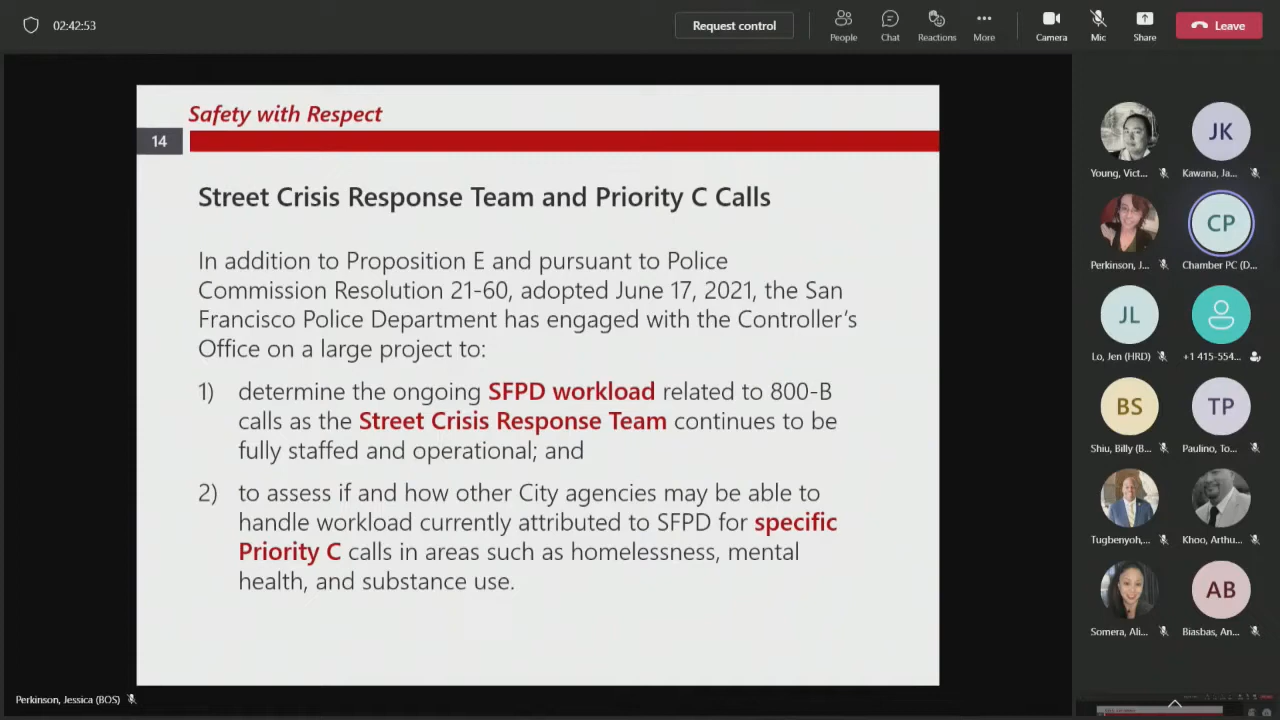 02:42:53
Request control
People
Chat
Reactions
More
Camera
Mic
Share
Leave
Safety with Respect
14
Street Crisis Response Team and Priority C Calls
In addition to Proposition E and pursuant to Police
Commission Resolution 21-60, adopted June 17, 2021, the San
Francisco Police Department has engaged with the Controller's
Office on a large project to:
1) determine the ongoing SFPD workload related to 800-B
calls as the Street Crisis Response Team continues to be
fully staffed and operational; and
2) to assess if and how other City agencies may be able to
handle workload currently attributed to SFPD for specific
Priority C calls in areas such as homelessness, mental
health, and substance use.
Perkinson, Jessica (BOS)
Young, Vict...
JK
Kawana, Ja...
Perkinson, J...
CP
Chamber PC (D...
JL
Lo, Jen (HRD)
+1 415-554...
BS
Shiu, Billy (B...
TP
Paulino, To...
Tugbenyoh,...
Khoo, Arthu...
Somera, Ali...
AB
Biasbas, An...